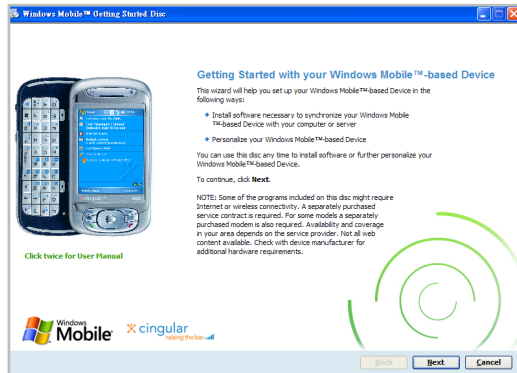 Windows Mobile™ Getting Started Disc
Getting Started with your Windows Mobile™-based Device
This wizard will help you set up your Windows Mobile™-based Device in the
following ways:
Install software necessary to synchronize your Windows Mobile
™-based Device with your computer or server
Personalize your Windows Mobile™-based Device
You can use this disc any time to install software or further personalize your
Windows Mobile™-based Device.
To continue, click Next.
NOTE: Some of the programs included on this disc might require
Internet or wireless connectivity. A separately purchased
service contract is required. For some models a separately
purchased modem is also required. Availability and coverage
in your area depends on the service provider. Not all web
content available. Check with device manufacturer for
additional hardware requirements.
Click twice for User Manual
Windows
Mobile
cingular
raising the bar
Back
Next
Cancel